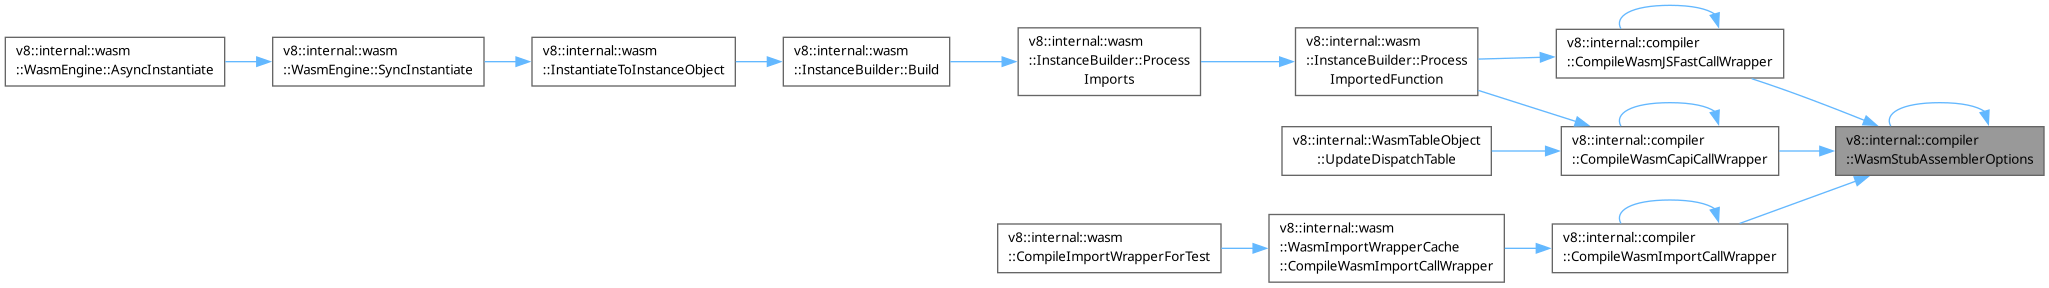 v8::internal::wasm
::WasmEngine::AsyncInstantiate
v8::internal::wasm
::WasmEngine::SyncInstantiate
v8::internal::wasm
::InstantiateToInstanceObject
v8::internal::wasm
::InstanceBuilder::Build
v8::internal::wasm
::InstanceBuilder::Process
Imports
v8::internal::wasm
::InstanceBuilder::Process
ImportedFunction
v8::internal::compiler
::CompileWasmJSFastCallWrapper
v8::internal::WasmTableObject
::UpdateDispatchTable
v8::internal::compiler
::CompileWasmCapiCallWrapper
v8::internal::compiler
::WasmStubAssemblerOptions
v8::internal::wasm
::CompileImportWrapperForTest
v8::internal::wasm
::WasmImportWrapperCache
::CompileWasmImportCallWrapper
v8::internal::compiler
::CompileWasmImportCallWrapper